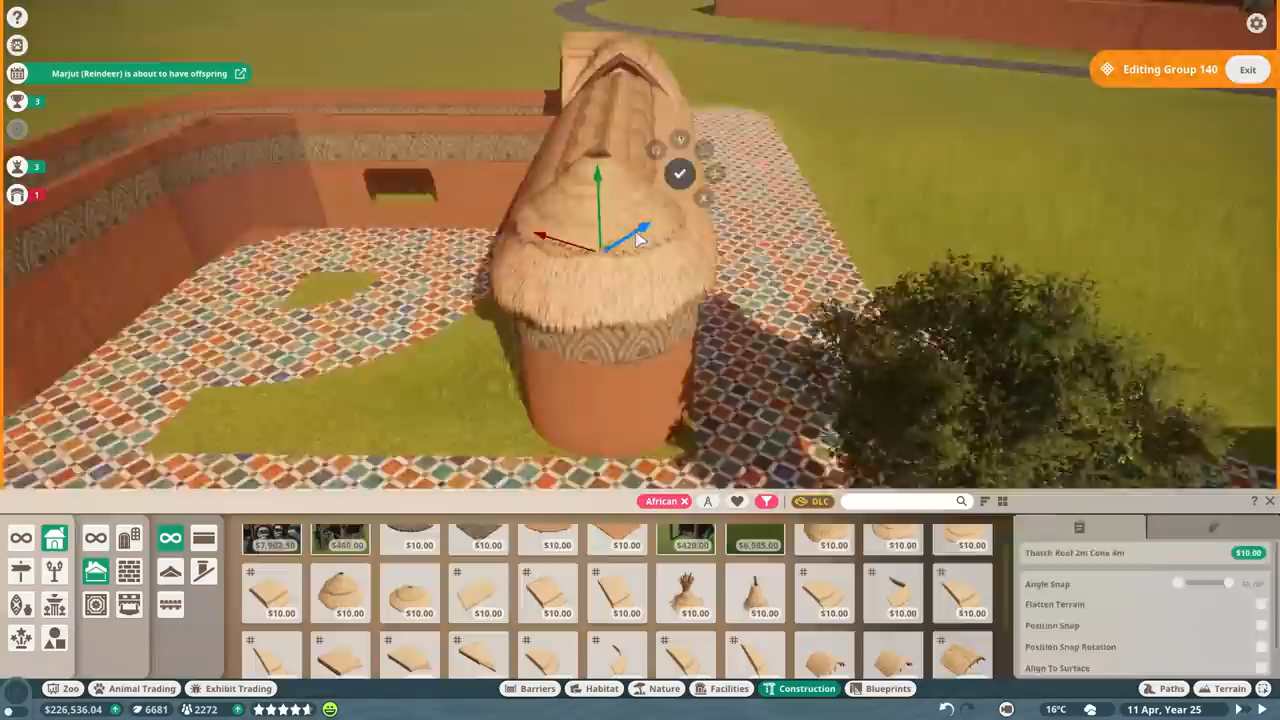 ?
Marjut (Reindeer) is about to have offspring
3
3
1
Editing Group 140
Exit
African ×
DLC
? ×
$7,902.50
$460.00
$10.00
$10.00
$10.00
$10.00
$420.00
$6,985.00
$10.00
$10.00
$10.00
$10.00
$10.00
$10.00
$10.00
$10.00
$10.00
$10.00
$10.00
$10.00
$10.00
$10.00
Thatch Roof 2m Cone 4m
$10.00
Angle Snap
Flatten Terrain
Position Snap
Position Snap Rotation
Align To Surface
Zoo
Animal Trading
Exhibit Trading
Barriers
Habitat
Nature
Facilities
Construction
Blueprints
Paths
Terrain
$226,536.04
6681
2272
16°C
11 Apr, Year 25